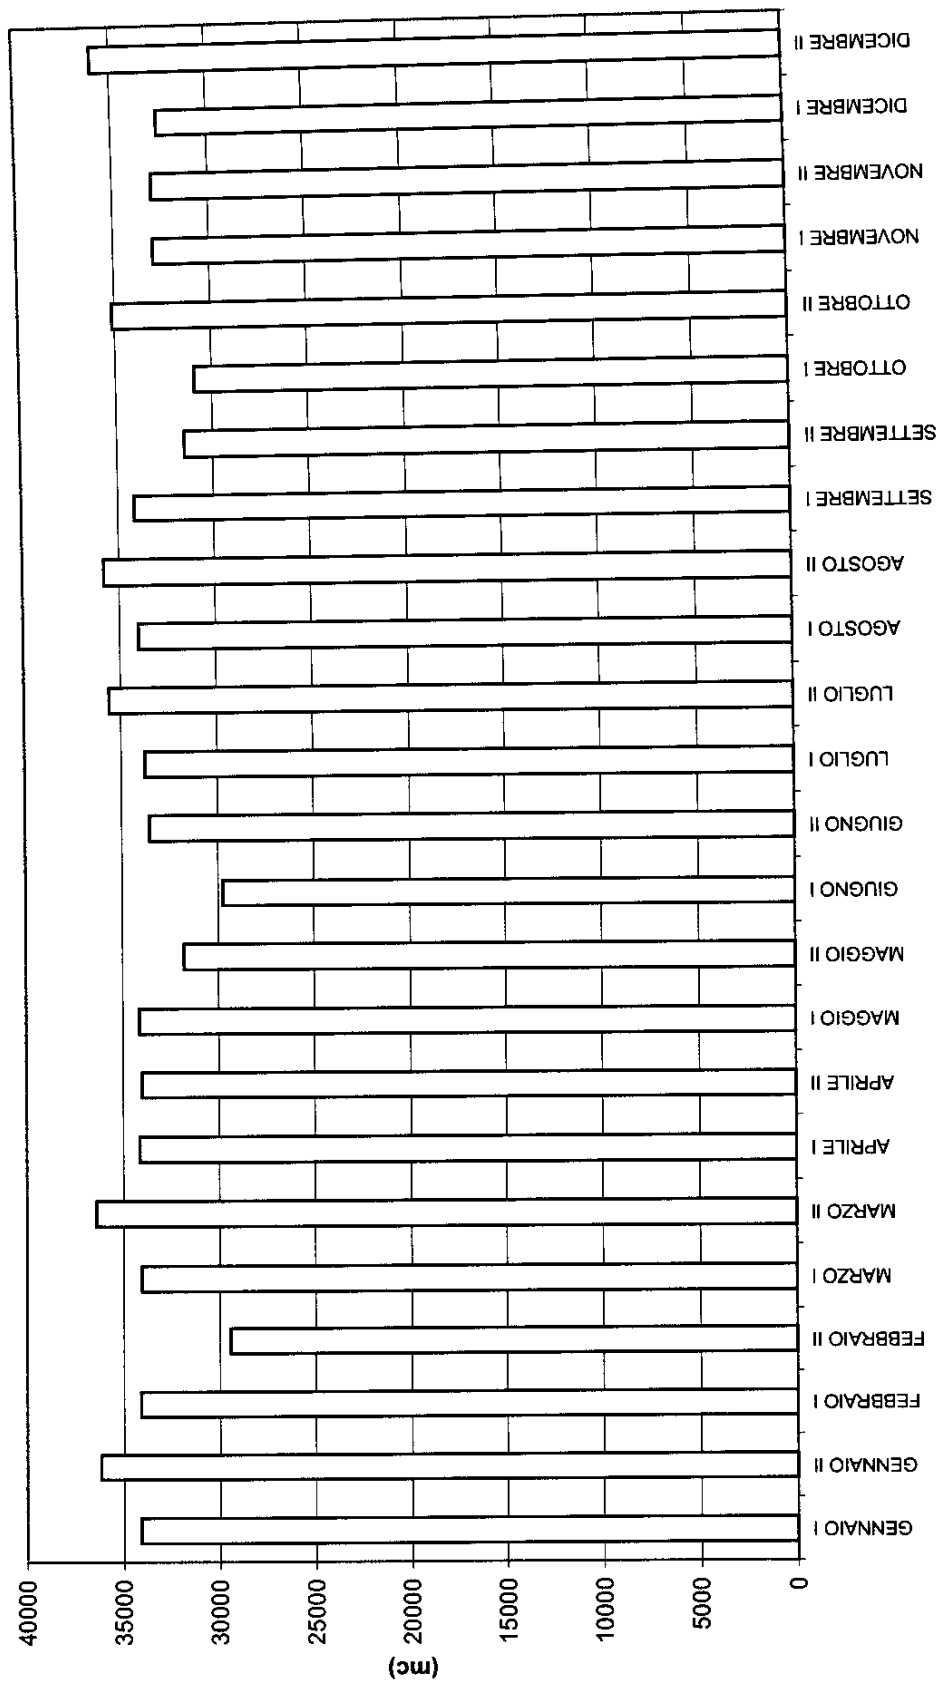 40000
35000
30000
25000
20000
15000
10000
5000
0
(mc)
GENNAIO I
GENNAIO II
FEBBRAIO I
FEBBRAIO II
MARZO I
MARZO II
APRILE I
APRILE II
MAGGIO I
MAGGIO II
GIUGNO I
GIUGNO II
LUGLIO I
LUGLIO II
AGOSTO I
AGOSTO II
SETTEMBRE I
SETTEMBRE II
OTTOBRE I
OTTOBRE II
NOVEMBRE I
NOVEMBRE II
DICEMBRE I
DICEMBRE II